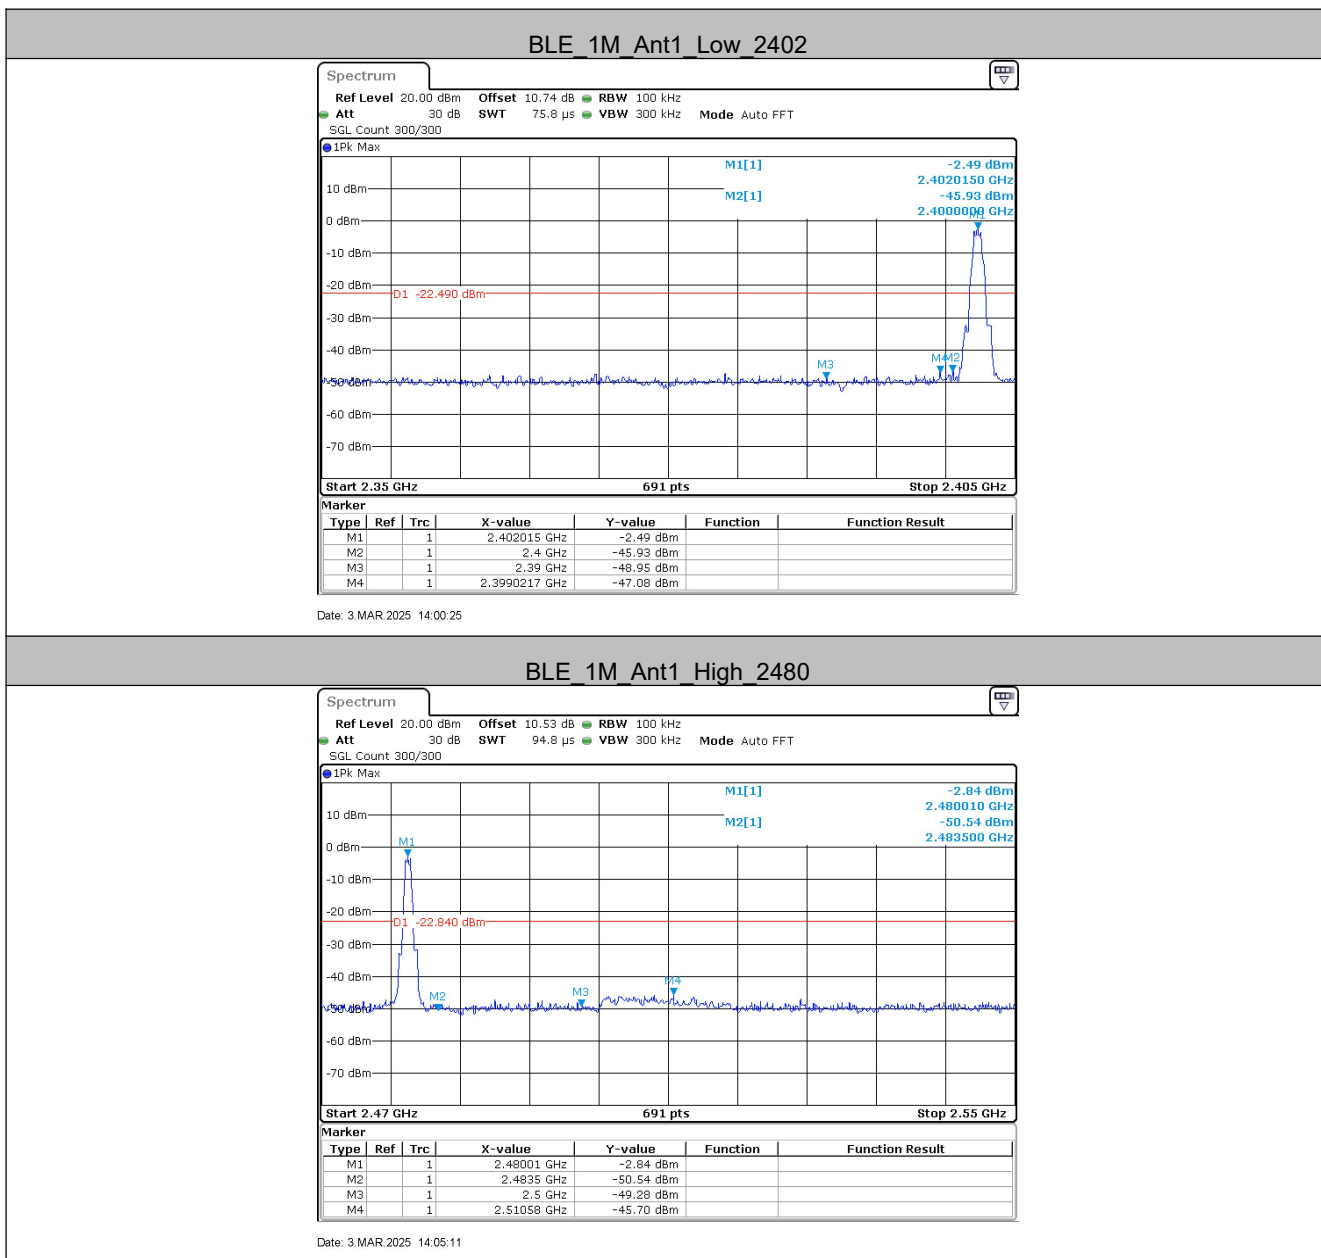 BLE_1M_Ant1_Low_2402
Spectrum
Ref Level 20.00 dBm Offset 10.74 dB RBW 100 kHz
Att 30 dB SWT 75.8 µs VBW 300 kHz Mode Auto FFT
SGL Count 300/300
1Pk Max
M1[1] -2.49 dBm
2.4020150 GHz
M2[1] -45.93 dBm
2.4000000 GHz
M1
10 dBm
0 dBm
-10 dBm
-20 dBm
D1 -22.490 dBm
-30 dBm
-40 dBm
M3 M4 M2
-50 dBm
-60 dBm
-70 dBm
Start 2.35 GHz 691 pts Stop 2.405 GHz
Marker
Type Ref Trc X-value Y-value Function Function Result
M1 1 2.402015 GHz -2.49 dBm
M2 1 2.4 GHz -45.93 dBm
M3 1 2.39 GHz -48.95 dBm
M4 1 2.3990217 GHz -47.08 dBm
Date: 3.MAR.2025 14:00:25
BLE_1M_Ant1_High_2480
Spectrum
Ref Level 20.00 dBm Offset 10.53 dB RBW 100 kHz
Att 30 dB SWT 94.8 µs VBW 300 kHz Mode Auto FFT
SGL Count 300/300
1Pk Max
M1[1] -2.84 dBm
2.480010 GHz
M2[1] -50.54 dBm
2.483500 GHz
10 dBm
0 dBm
M1
-10 dBm
-20 dBm
D1 -22.840 dBm
-30 dBm
-40 dBm
M2 M3 M4
-50 dBm
-60 dBm
-70 dBm
Start 2.47 GHz 691 pts Stop 2.55 GHz
Marker
Type Ref Trc X-value Y-value Function Function Result
M1 1 2.48001 GHz -2.84 dBm
M2 1 2.4835 GHz -50.54 dBm
M3 1 2.5 GHz -49.28 dBm
M4 1 2.51058 GHz -45.70 dBm
Date: 3.MAR.2025 14:05:11